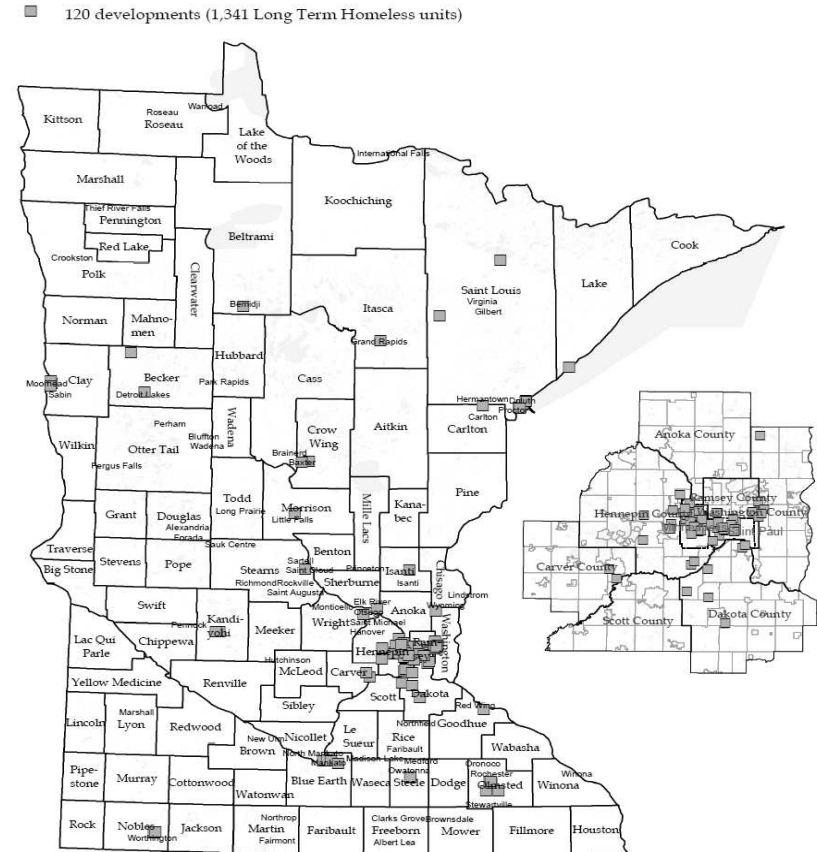 120 developments (1,341 Long Term Homeless units)
Kittson
Roseau
Roseau
Warroad
Lake
of the
Woods
International Falls
Marshall
Koochiching
Thief River Falls
Pennington
Beltrami
Red Lake
Crookston
Polk
Clearwater
Cook
Lake
Saint Louis
Virginia
Gilbert
Itasca
Bemidji
Norman
Mahno-
men
Grand Rapids
Hubbard
Moorhead
Clay
Sabin
Becker
Detroit Lakes
Park Rapids
Cass
Hermantown
Duluth
Proctor
Carlton
Carlton
Aitkin
Crow
Wing
Wadena
Perham
Bluffton
Wadena
Wilkin
Otter Tail
Fergus Falls
Brainerd
Baxter
Pine
Todd
Long Prairie
Morrison
Little Falls
Mille Lacs
Kana-
bec
Grant
Douglas
Alexandria
Forada
Sauk Centre
Traverse
Big Stone
Stevens
Pope
Stearns
Benton
Sartell
Saint Cloud
Princeton
Isanti
Isanti
Sherburne
Richmond
Rockville
Saint Augusta
Chisago
Lindstrom
Wyoming
Swift
Kandi-
yohi
Pennock
Meeker
Monticello
Elk River
Otsego
Anoka
Wright
Saint Michael
Hanover
Washington
Lac Qui
Parle
Chippewa
Hennepin
Hutchinson
McLeod
Carver
Yellow Medicine
Renville
Scott
Dakota
Sibley
Red Wing
Marshall
Lincoln
Lyon
Redwood
New Ulm
Nicollet
Brown
Le
Sueur
Northfield
Rice
Faribault
Goodhue
Wabasha
North Mankato
Mankato
Madison Lake
Medford
Owatonna
Oronoco
Rochester
Olmsted
Stewartville
Winona
Winona
Pipe-
stone
Murray
Cottonwood
Watonwan
Blue Earth
Waseca
Steele
Dodge
Rock
Nobles
Worthington
Jackson
Northrop
Martin
Fairmont
Faribault
Clarks Grove
Freeborn
Albert Lea
Brownsdale
Mower
Fillmore
Houston
Anoka County
Ramsey County
Hennepin County
Washington County
Saint Paul
Carver County
Scott County
Dakota County